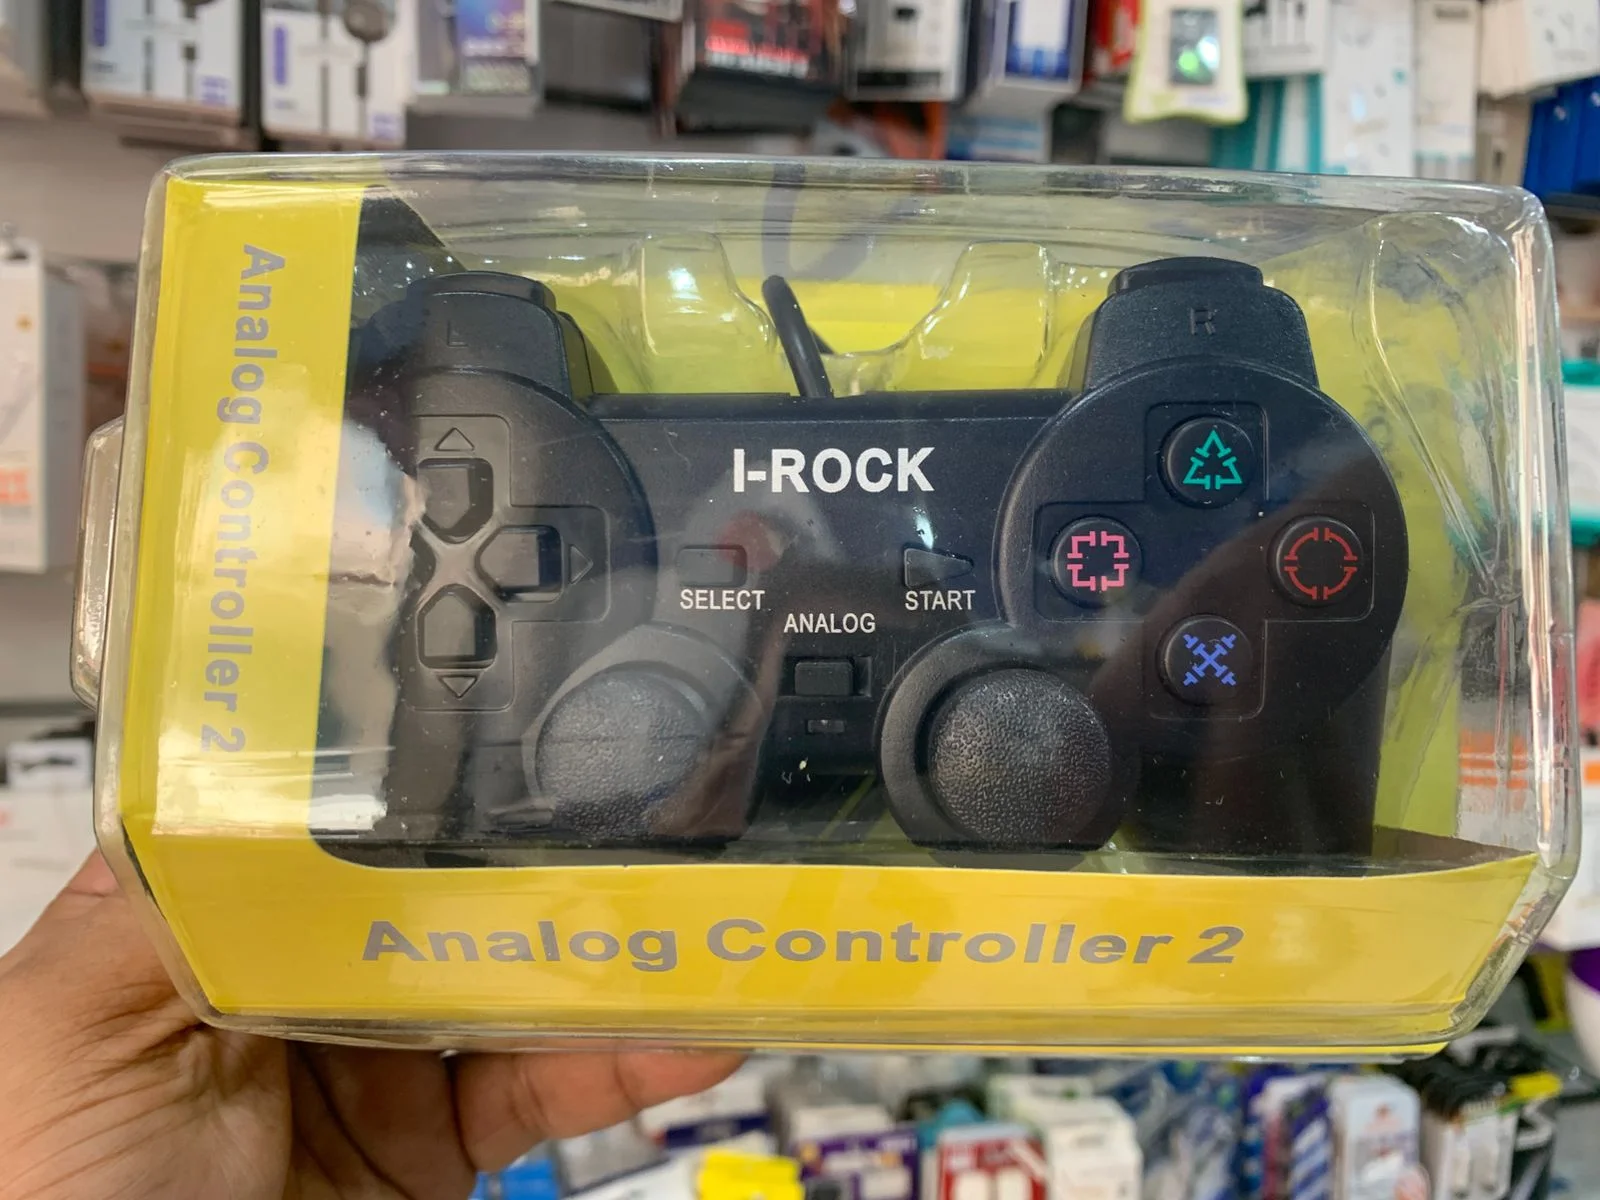 Analog Controller 2
L
R
I-ROCK
SELECT
START
ANALOG
Analog Controller 2